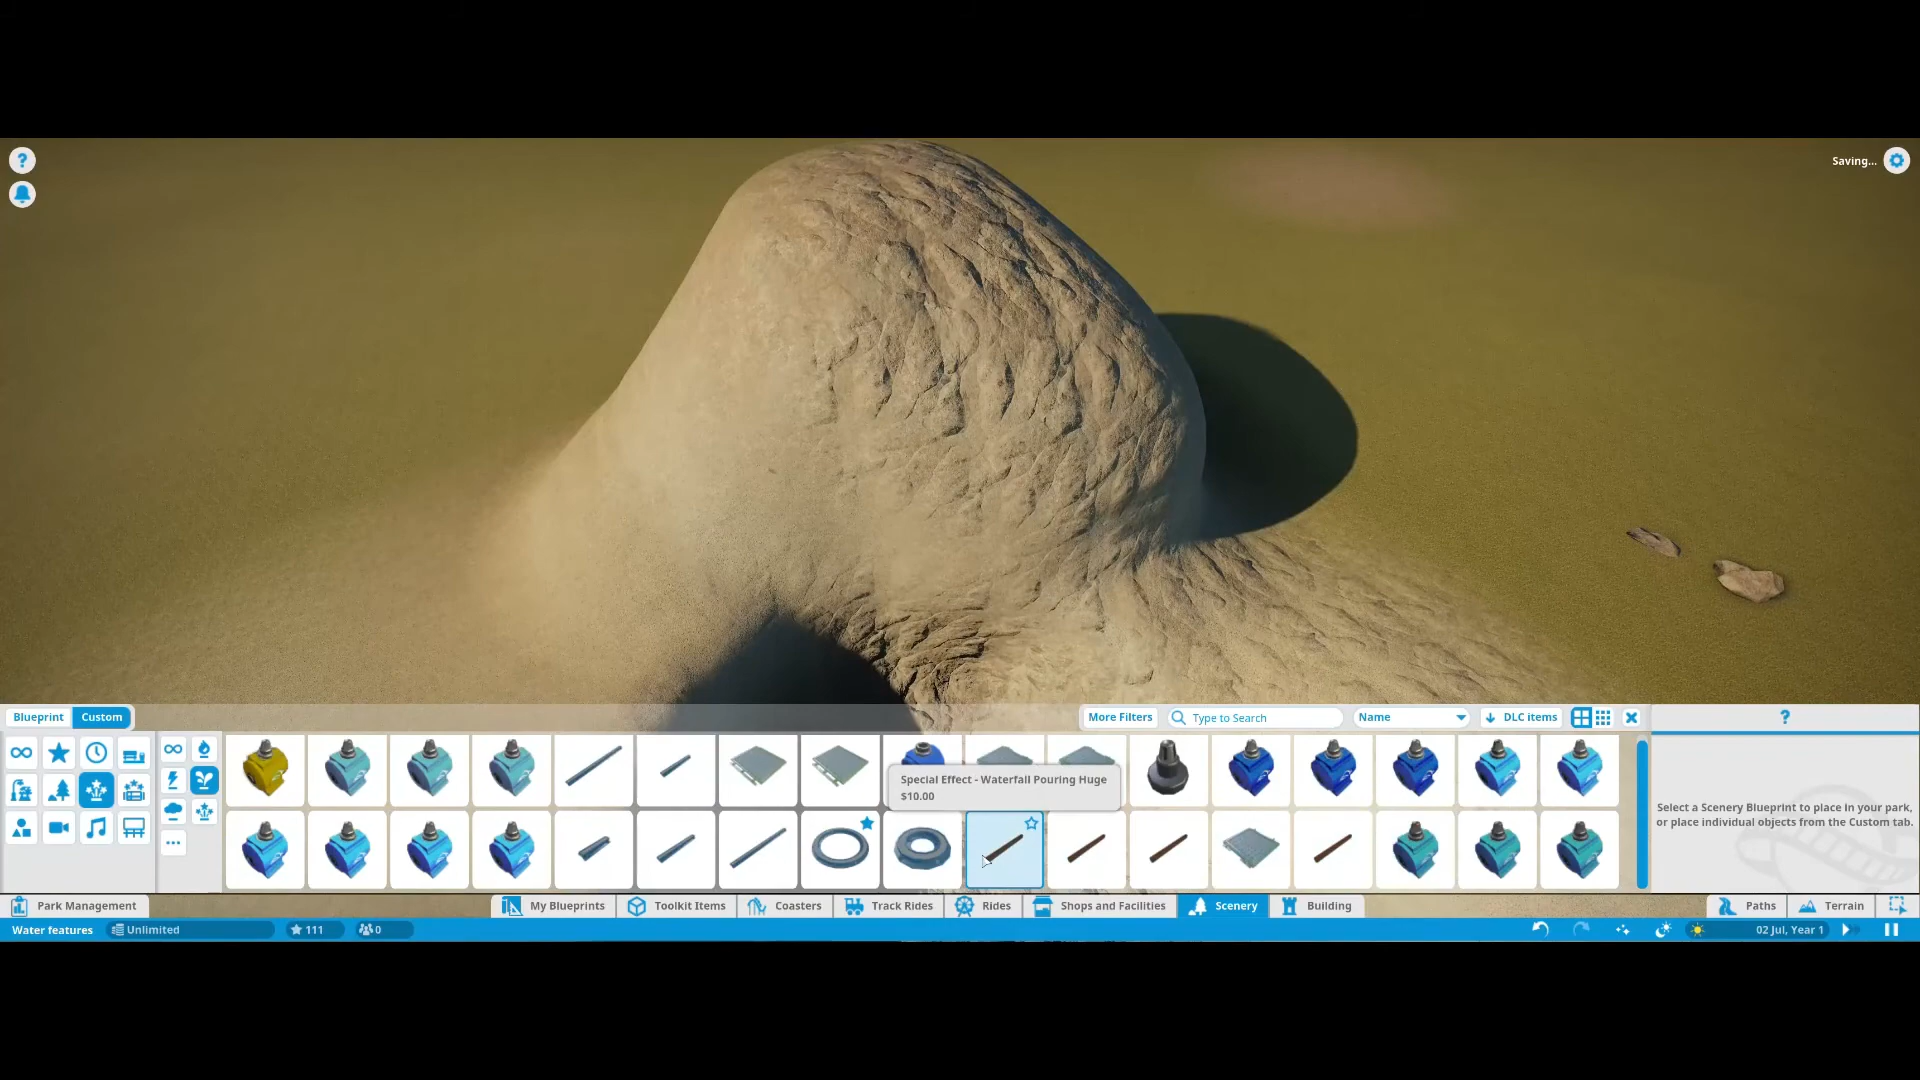 Saving...
Blueprint Custom
More Filters Type to Search Name DLC items ?
Special Effect - Waterfall Pouring Huge
$10.00
Select a Scenery Blueprint to place in your park,
or place individual objects from the Custom tab.
Park Management My Blueprints Toolkit Items Coasters Track Rides Rides Shops and Facilities Scenery Building Paths Terrain
Water features Unlimited 111 0 02 Jul, Year 1